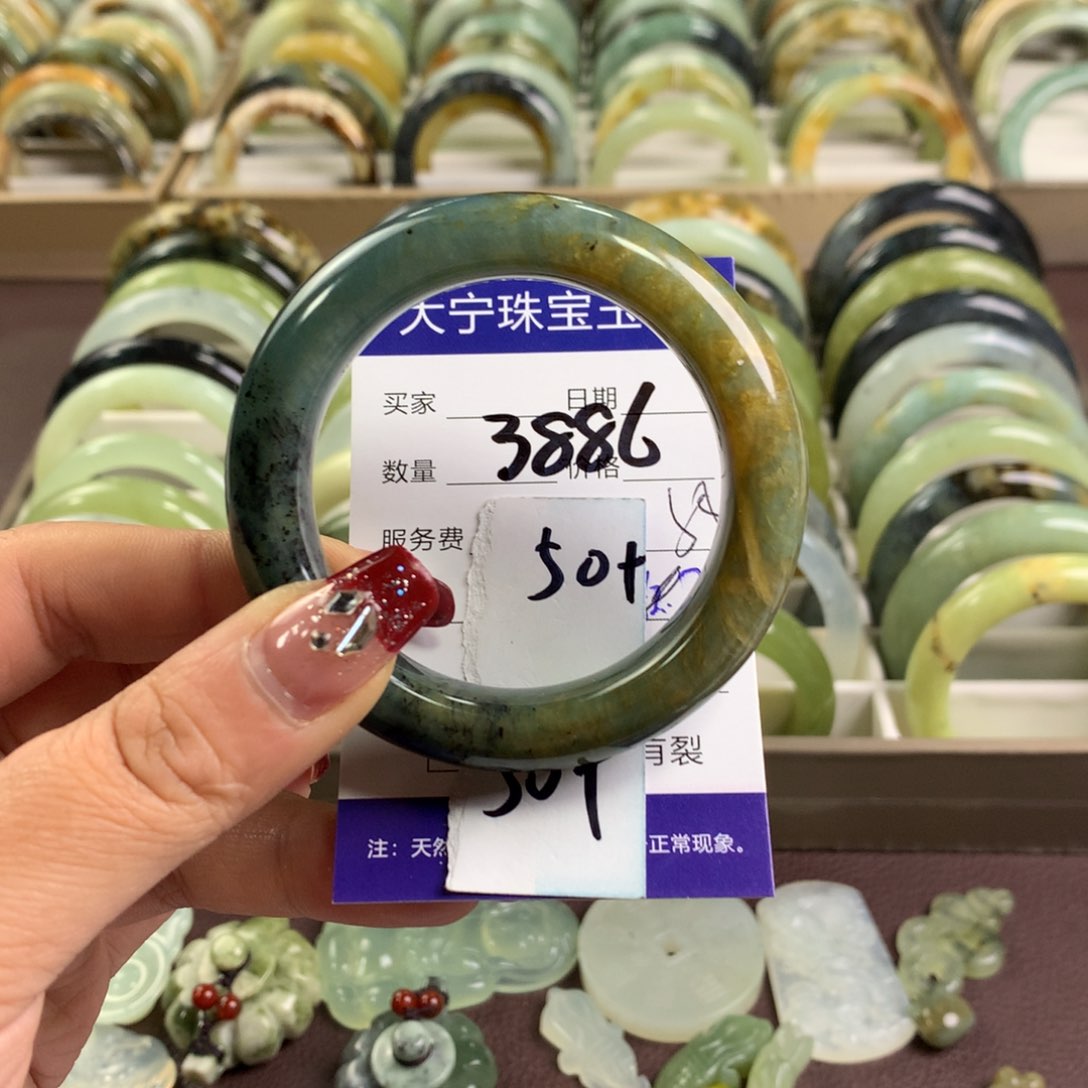 天宁珠宝玉
买家 日期
3886
数量 价格
服务费
50+
50+
有裂
注：天然 正常现象。